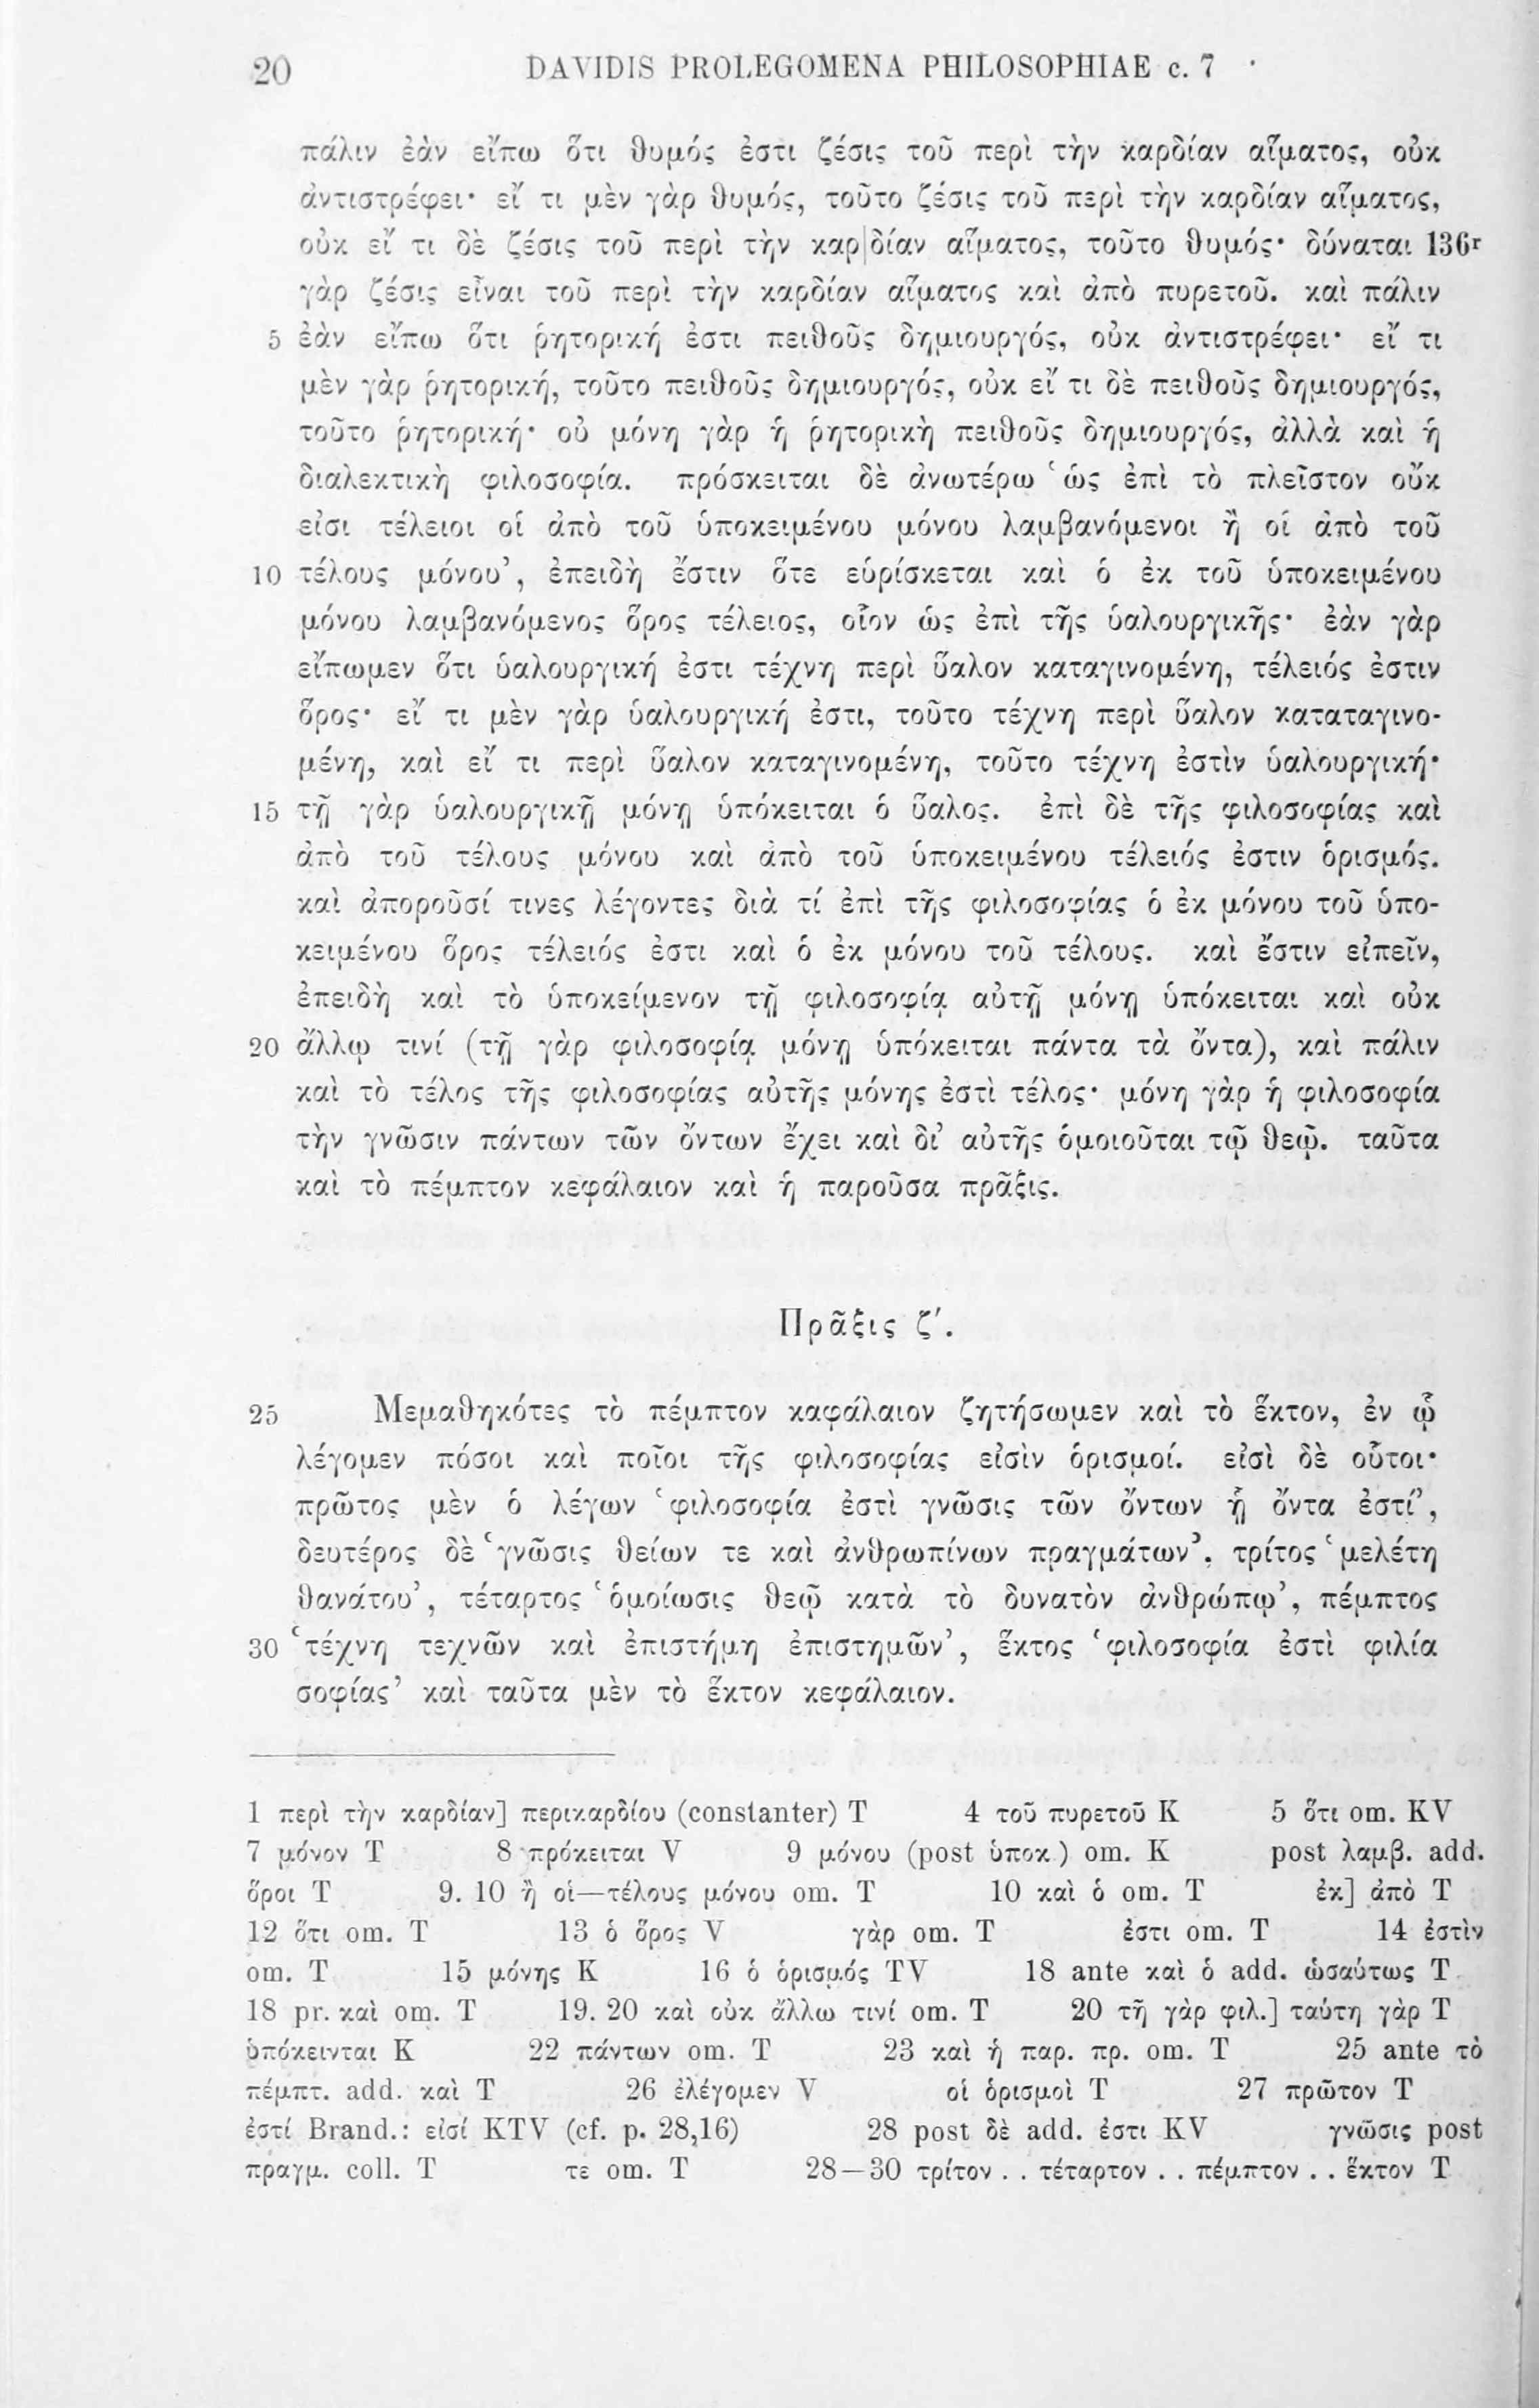 20 DAVIDIS PROLEGOMENA PHILOSOPHIAE c. 7
πάλιν ἐὰν εἴπω ὅτι θυμός ἐστι ζέσις τοῦ περὶ τὴν καρδίαν αἵματος, οὐκ
ἀντιστρέφει· εἴ τι μὲν γὰρ θυμός, τοῦτο ζέσις τοῦ περὶ τὴν καρδίαν αἵματος,
οὐκ εἴ τι δὲ ζέσις τοῦ περὶ τὴν καρ|δίαν αἵματος, τοῦτο θυμός· δύναται 136r
γὰρ ζέσις εἶναι τοῦ περὶ τὴν καρδίαν αἵματος καὶ ἀπὸ πυρετοῦ. καὶ πάλιν
5 ἐὰν εἴπω ὅτι ῥητορική ἐστι πειθοῦς δημιουργός, οὐκ ἀντιστρέφει· εἴ τι
μὲν γὰρ ῥητορική, τοῦτο πειθοῦς δημιουργός, οὐκ εἴ τι δὲ πειθοῦς δημιουργός,
τοῦτο ῥητορική· οὐ μόνη γὰρ ἡ ῥητορικὴ πειθοῦς δημιουργός, ἀλλὰ καὶ ἡ
διαλεκτικὴ φιλοσοφία. πρόσκειται δὲ ἀνωτέρω ‘ὡς ἐπὶ τὸ πλεῖστον οὔκ
εἰσι τέλειοι οἱ ἀπὸ τοῦ ὑποκειμένου μόνου λαμβανόμενοι ἢ οἱ ἀπὸ τοῦ
10 τέλους μόνου’, ἐπειδὴ ἔστιν ὅτε εὑρίσκεται καὶ ὁ ἐκ τοῦ ὑποκειμένου
μόνου λαμβανόμενος ὅρος τέλειος, οἷον ὡς ἐπὶ τῆς ὑαλουργικῆς· ἐὰν γὰρ
εἴπωμεν ὅτι ὑαλουργική ἐστι τέχνη περὶ ὕαλον καταγινομένη, τέλειός ἐστιν
ὅρος· εἴ τι μὲν γὰρ ὑαλουργική ἐστι, τοῦτο τέχνη περὶ ὕαλον καταταγινο-
μένη, καὶ εἴ τι περὶ ὕαλον καταγινομένη, τοῦτο τέχνη ἐστὶν ὑαλουργική·
15 τῇ γὰρ ὑαλουργικῇ μόνῃ ὑπόκειται ὁ ὕαλος. ἐπὶ δὲ τῆς φιλοσοφίας καὶ
ἀπὸ τοῦ τέλους μόνου καὶ ἀπὸ τοῦ ὑποκειμένου τέλειός ἐστιν ὁρισμός.
καὶ ἀποροῦσί τινες λέγοντες διὰ τί ἐπὶ τῆς φιλοσοφίας ὁ ἐκ μόνου τοῦ ὑπο-
κειμένου ὅρος τέλειός ἐστι καὶ ὁ ἐκ μόνου τοῦ τέλους. καὶ ἔστιν εἰπεῖν,
ἐπειδὴ καὶ τὸ ὑποκείμενον τῇ φιλοσοφίᾳ αὐτῇ μόνῃ ὑπόκειται καὶ οὐκ
20 ἄλλῳ τινί (τῇ γὰρ φιλοσοφίᾳ μόνῃ ὑπόκειται πάντα τὰ ὄντα), καὶ πάλιν
καὶ τὸ τέλος τῆς φιλοσοφίας αὐτῆς μόνης ἐστὶ τέλος· μόνη γὰρ ἡ φιλοσοφία
τὴν γνῶσιν πάντων τῶν ὄντων ἔχει καὶ δι’ αὐτῆς ὁμοιοῦται τῷ θεῷ. ταῦτα
καὶ τὸ πέμπτον κεφάλαιον καὶ ἡ παροῦσα πρᾶξις.
Πρᾶξις ζ′.
25 Μεμαθηκότες τὸ πέμπτον καφάλαιον ζητήσωμεν καὶ τὸ ἕκτον, ἐν ᾧ
λέγομεν πόσοι καὶ ποῖοι τῆς φιλοσοφίας εἰσὶν ὁρισμοί. εἰσὶ δὲ οὗτοι·
πρῶτος μὲν ὁ λέγων ‘φιλοσοφία ἐστὶ γνῶσις τῶν ὄντων ᾗ ὄντα ἐστί’,
δευτέρος δὲ ‘γνῶσις θείων τε καὶ ἀνθρωπίνων πραγμάτων’, τρίτος ‘μελέτη
θανάτου’, τέταρτος ‘ὁμοίωσις θεῷ κατὰ τὸ δυνατὸν ἀνθρώπῳ’, πέμπτος
30 ‘τέχνη τεχνῶν καὶ ἐπιστήμη ἐπιστημῶν’, ἕκτος ‘φιλοσοφία ἐστὶ φιλία
σοφίας’ καὶ ταῦτα μὲν τὸ ἕκτον κεφάλαιον.
1 περὶ τὴν καρδίαν] περικαρδίου (constanter) T 4 τοῦ πυρετοῦ K 5 ὅτι om. KV
7 μόνον T 8 πρόκειται V 9 μόνου (post ὑποκ.) om. K post λαμβ. add.
ὅροι T 9. 10 ἢ οἱ—τέλους μόνου om. T 10 καὶ ὁ om. T ἐκ] ἀπὸ T
12 ὅτι om. T 13 ὁ ὅρος V γὰρ om. T ἐστι om. T 14 ἐστὶν
om. T 15 μόνης K 16 ὁ ὁρισμός TV 18 ante καὶ ὁ add. ὡσαύτως T
18 pr. καὶ om. T 19. 20 καὶ οὐκ ἄλλω τινί om. T 20 τῇ γὰρ φιλ.] ταύτη γὰρ T
ὑπόκεινται K 22 πάντων om. T 23 καὶ ἡ παρ. πρ. om. T 25 ante τὸ
πέμπτ. add. καὶ T 26 ἐλέγομεν V οἱ ὁρισμοὶ T 27 πρῶτον T
ἐστί Brand.: εἰσί KTV (cf. p. 28,16) 28 post δὲ add. ἐστι KV γνῶσις post
πραγμ. coll. T τε om. T 28—30 τρίτον . . τέταρτον . . πέμπτον . . ἕκτον T